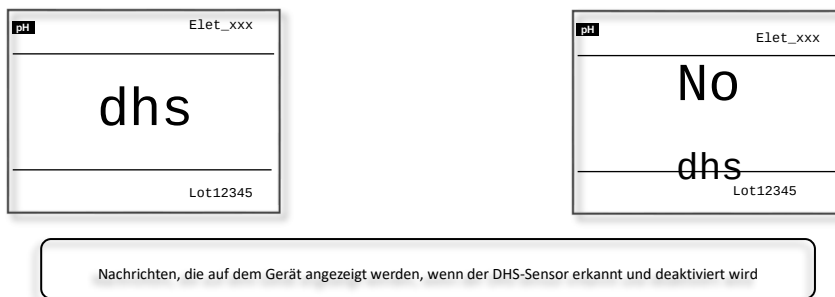 pH Elet_xxx
dhs
Lot12345
pH Elet_xxx
No
dhs
Lot12345
Nachrichten, die auf dem Gerät angezeigt werden, wenn der DHS-Sensor erkannt und deaktiviert wird